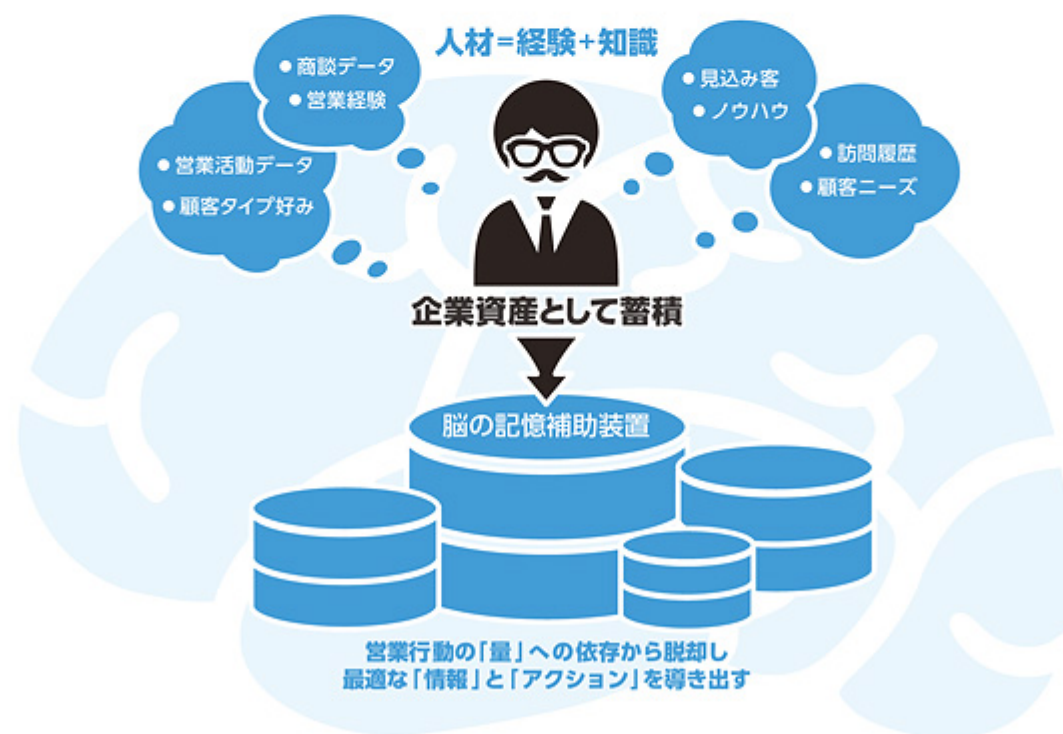 人材=経験+知識
● 商談データ
● 営業経験
● 営業活動データ
● 顧客タイプ好み
● 見込み客
● ノウハウ
● 訪問履歴
● 顧客ニーズ
企業資産として蓄積
脳の記憶補助装置
営業行動の「量」への依存から脱却し
最適な「情報」と「アクション」を導き出す